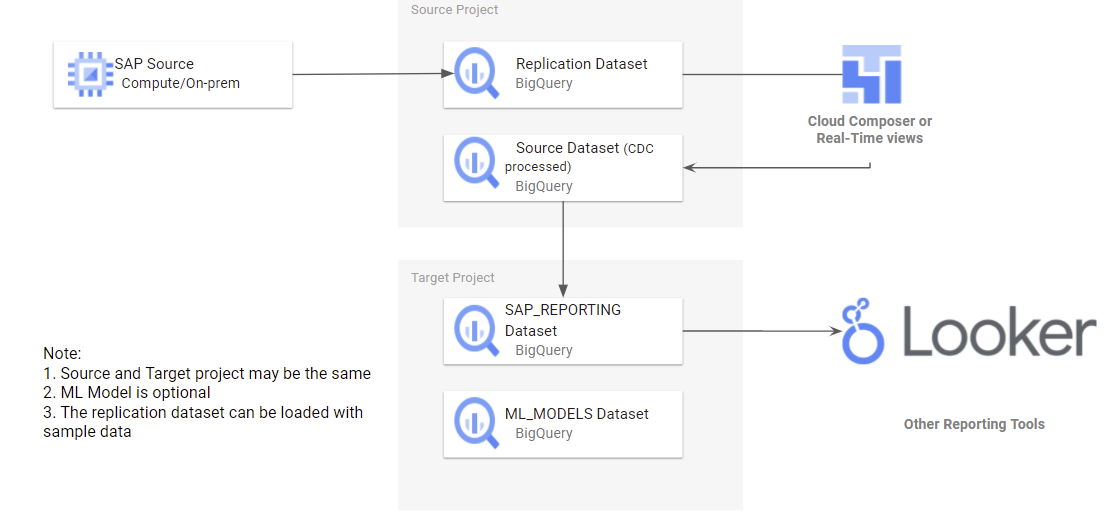 Source Project
SAP Source
Compute/On-prem
Replication Dataset
BigQuery
Cloud Composer or
Real-Time views
Source Dataset (CDC
processed)
BigQuery
Target Project
SAP_REPORTING
Dataset
BigQuery
Looker
Note:
1. Source and Target project may be the same
2. ML Model is optional
3. The replication dataset can be loaded with
sample data
ML_MODELS Dataset
BigQuery
Other Reporting Tools